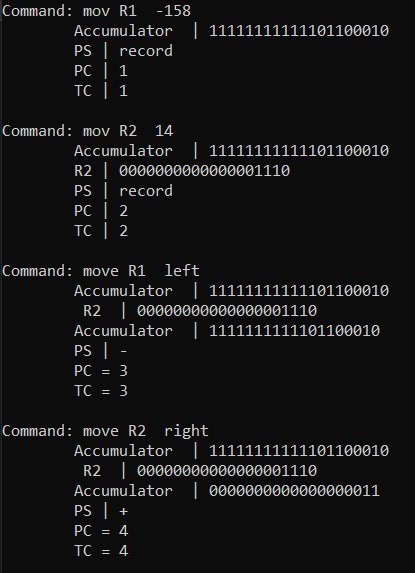 Command: mov R1  -158
Accumulator  | 11111111111101100010
PS | record
PC | 1
TC | 1
Command: mov R2  14
Accumulator  | 11111111111101100010
R2 | 0000000000000001110
PS | record
PC | 2
TC | 2
Command: move R1  left
Accumulator  | 11111111111101100010
R2  | 00000000000000001110
Accumulator  | 1111111111101100010
PS | -
PC = 3
TC = 3
Command: move R2  right
Accumulator  | 11111111111101100010
R2  | 00000000000000001110
Accumulator  | 0000000000000000011
PS | +
PC = 4
TC = 4